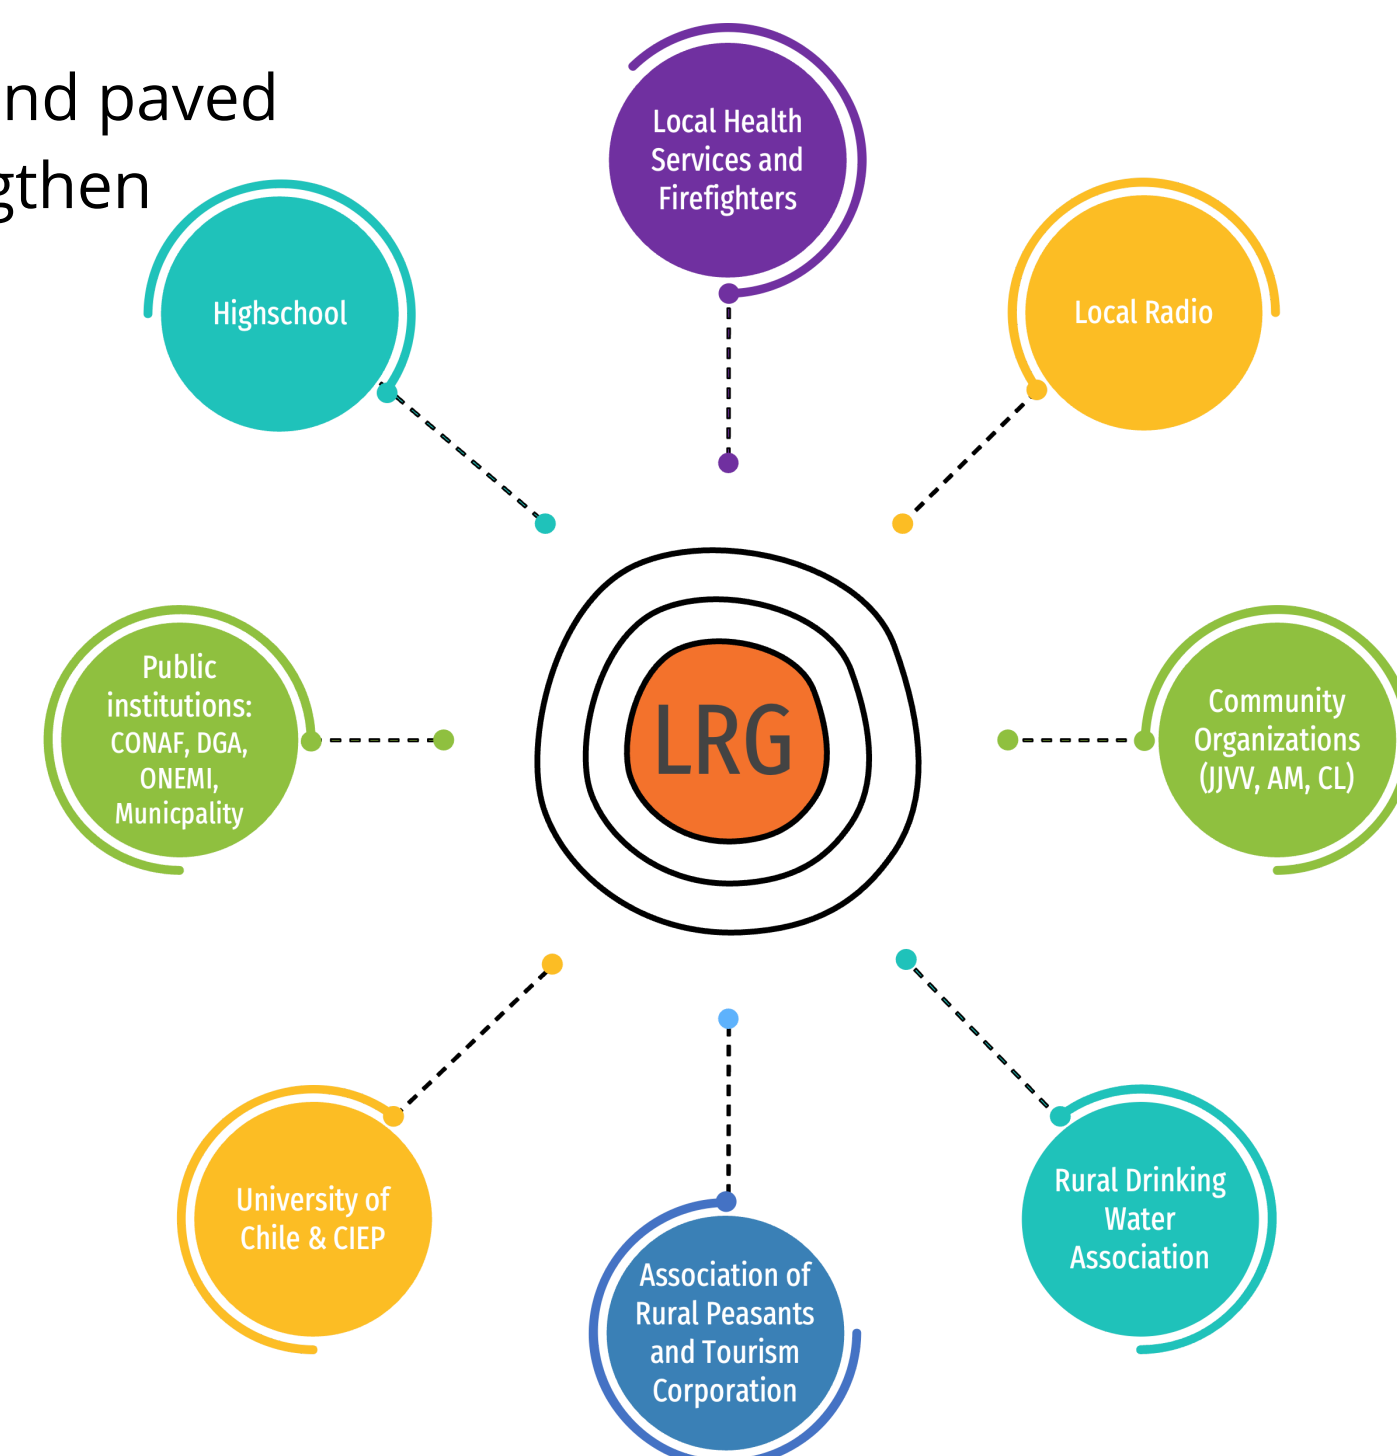 nd paved
gthen
Local Health
Services and
Firefighters
Highschool
Local Radio
Public
institutions:
CONAF, DGA,
ONEMI,
Municpality
LRG
Community
Organizations
(JJVV, AM, CL)
University of
Chile & CIEP
Association of
Rural Peasants
and Tourism
Corporation
Rural Drinking
Water
Association